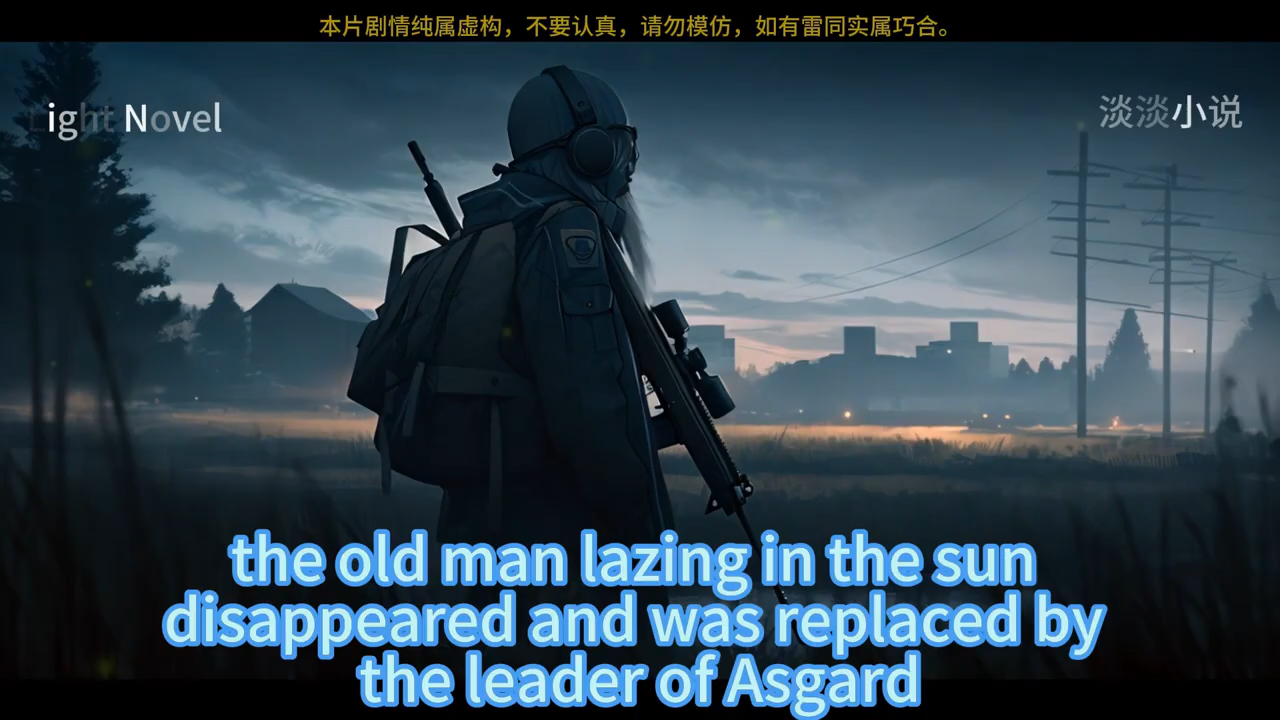 本片剧情纯属虚构，不要认真，请勿模仿，如有雷同实属巧合。
Light Novel
淡淡小说
the old man lazing in the sun
disappeared and was replaced by
the leader of Asgard